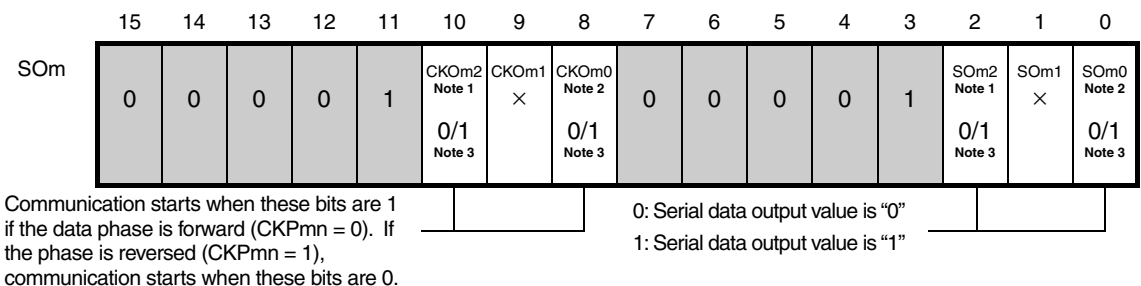 15 14 13 12 11 10 9 8 7 6 5 4 3 2 1 0
SOm
0 0 0 0 1
CKOm2
Note 1
0/1
Note 3
CKOm1
×
CKOm0
Note 2
0/1
Note 3
0 0 0 0 1
SOm2
Note 1
0/1
Note 3
SOm1
×
SOm0
Note 2
0/1
Note 3
Communication starts when these bits are 1
if the data phase is forward (CKPmn = 0). If
the phase is reversed (CKPmn = 1),
communication starts when these bits are 0.
0: Serial data output value is “0”
1: Serial data output value is “1”